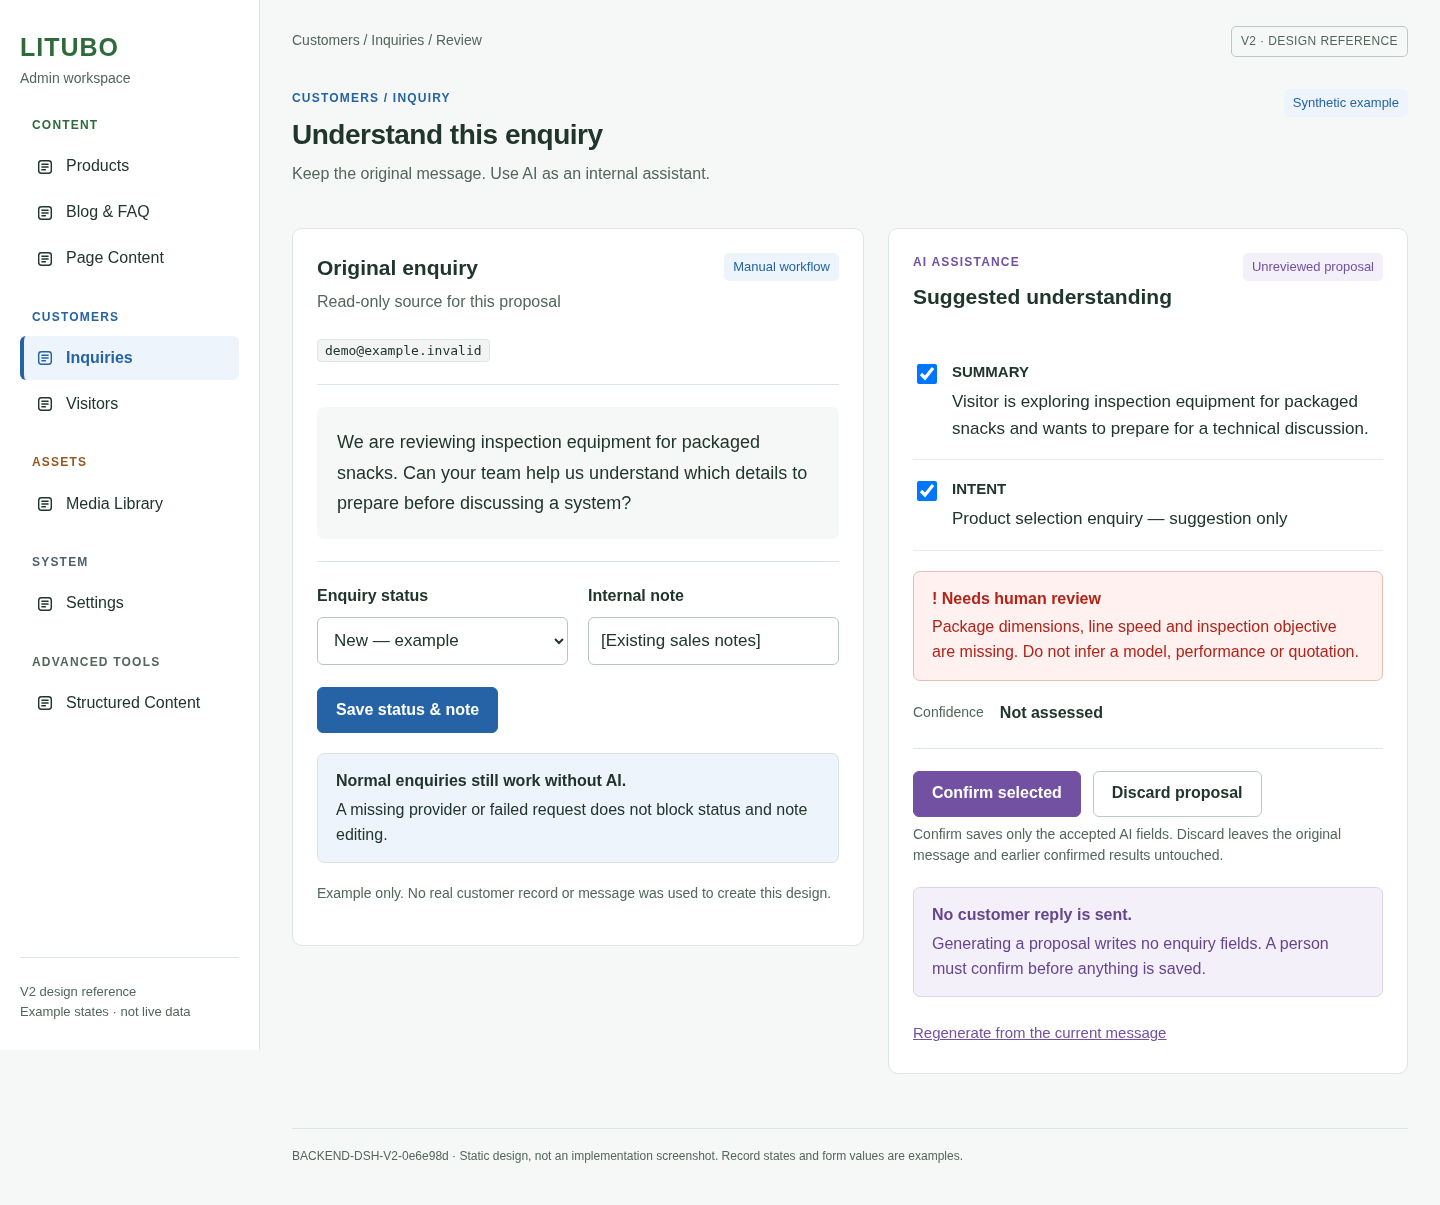 LITUBO
Admin workspace
CONTENT
Products
Blog & FAQ
Page Content
CUSTOMERS
Inquiries
Visitors
ASSETS
Media Library
SYSTEM
Settings
ADVANCED TOOLS
Structured Content
V2 design reference
Example states · not live data
Customers / Inquiries / Review
V2 · DESIGN REFERENCE
CUSTOMERS / INQUIRY
Synthetic example
Understand this enquiry
Keep the original message. Use AI as an internal assistant.
Original enquiry
Manual workflow
Read-only source for this proposal
demo@example.invalid
We are reviewing inspection equipment for packaged
snacks. Can your team help us understand which details to
prepare before discussing a system?
Enquiry status
Internal note
New — example
[Existing sales notes]
Save status & note
Normal enquiries still work without AI.
A missing provider or failed request does not block status and note
editing.
Example only. No real customer record or message was used to create this design.
AI ASSISTANCE
Unreviewed proposal
Suggested understanding
SUMMARY
Visitor is exploring inspection equipment for packaged
snacks and wants to prepare for a technical discussion.
INTENT
Product selection enquiry — suggestion only
! Needs human review
Package dimensions, line speed and inspection objective
are missing. Do not infer a model, performance or quotation.
Confidence Not assessed
Confirm selected
Discard proposal
Confirm saves only the accepted AI fields. Discard leaves the original
message and earlier confirmed results untouched.
No customer reply is sent.
Generating a proposal writes no enquiry fields. A person
must confirm before anything is saved.
Regenerate from the current message
BACKEND-DSH-V2-0e6e98d · Static design, not an implementation screenshot. Record states and form values are examples.